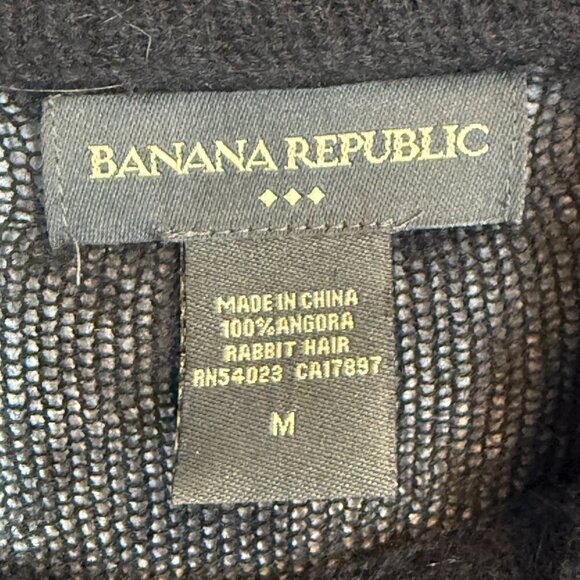 BANANA REPUBLIC
MADE IN CHINA
100% ANGORA
RABBIT HAIR
RN54023 CA17897
M